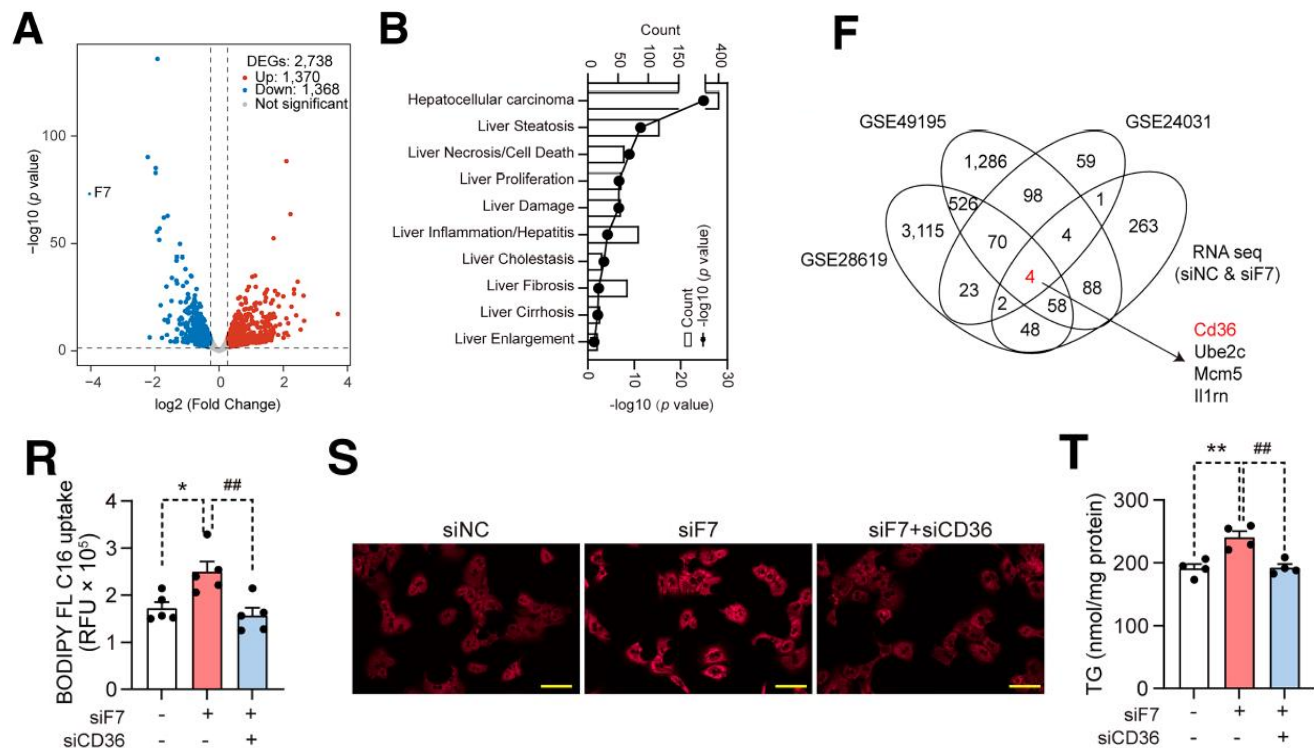 A
DEGs: 2,738
Up: 1,370
Down: 1,368
Not significant
F7
−log10 (p value)
100
50
0
−4
−2
0
2
4
log2 (Fold Change)
B
Count
0
50
100
150
400
Hepatocellular carcinoma
Liver Steatosis
Liver Necrosis/Cell Death
Liver Proliferation
Liver Damage
Liver Inflammation/Hepatitis
Liver Cholestasis
Liver Fibrosis
Liver Cirrhosis
Liver Enlargement
-log10 (p value)
Count
0
10
20
30
-log10 (p value)
F
GSE49195
GSE24031
GSE28619
RNA seq
(siNC & siF7)
1,286
59
526
98
1
3,115
70
4
263
23
4
88
2
58
48
Cd36
Ube2c
Mcm5
Il1rn
R
BODIPY FL C16 uptake
(RFU × 10⁵)
4
3
2
1
0
*
##
siF7 - + +
siCD36 - - +
S
siNC
siF7
siF7+siCD36
T
TG (nmol/mg protein)
300
200
100
0
**
##
siF7 - + +
siCD36 - - +